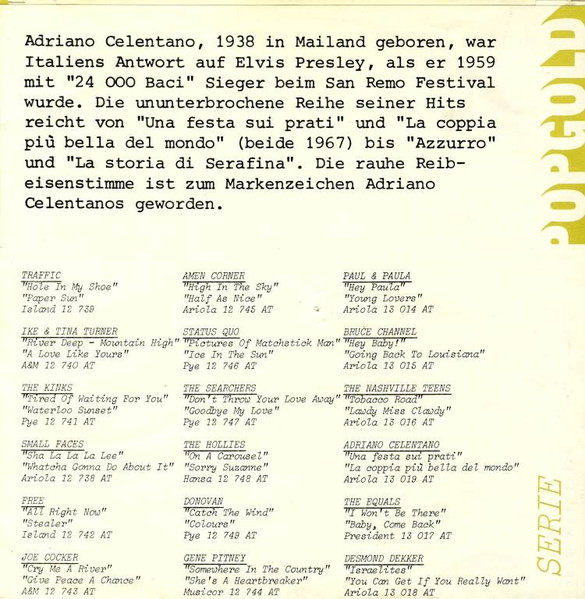 Adriano Celentano, 1938 in Mailand geboren, war
Italiens Antwort auf Elvis Presley, als er 1959
mit "24 000 Baci" Sieger beim San Remo Festival
wurde. Die ununterbrochene Reihe seiner Hits
reicht von "Una festa sui prati" und "La coppia
più bella del mondo" (beide 1967) bis "Azzurro"
und "La storia di Serafina". Die rauhe Reib-
eisenstimme ist zum Markenzeichen Adriano
Celentanos geworden.
POPGOLD
TRAFFIC
"Hole In My Shoe"
"Paper Sun"
Island 12 739
IKE & TINA TURNER
"River Deep - Mountain High"
"A Love Like Yours"
A&M 12 740 AT
THE KINKS
"Tired Of Waiting For You"
"Waterloo Sunset"
Pye 12 741 AT
SMALL FACES
"Sha La La La Lee"
"Whatcha Gonna Do About It"
Ariola 12 738 AT
FREE
"All Right Now"
"Stealer"
Island 12 742 AT
JOE COCKER
"Cry Me A River"
"Give Peace A Chance"
A&M 12 743 AT
AMEN CORNER
"High In The Sky"
"Half As Nice"
Ariola 12 745 AT
STATUS QUO
"Pictures Of Matchstick Man"
"Ice In The Sun"
Pye 12 746 AT
THE SEARCHERS
"Don't Throw Your Love Away"
"Goodbye My Love"
Pye 12 747 AT
THE HOLLIES
"On A Carousel"
"Sorry Suzanne"
Hansa 12 748 AT
DONOVAN
"Catch The Wind"
"Colours"
Pye 12 749 AT
GENE PITNEY
"Somewhere In The Country"
"She's A Heartbreaker"
Musicor 12 744 AT
PAUL & PAULA
"Hey Paula"
"Young Lovers"
Ariola 13 014 AT
BRUCE CHANNEL
"Hey Baby!"
"Going Back To Louisiana"
Ariola 13 015 AT
THE NASHVILLE TEENS
"Tobacco Road"
"Lawdy Miss Clawdy"
Ariola 13 016 AT
ADRIANO CELENTANO
"Una festa sui prati"
"La coppia più bella del mondo"
Ariola 13 019 AT
THE EQUALS
"I Won't Be There"
"Baby, Come Back"
President 13 017 AT
DESMOND DEKKER
"Israelites"
"You Can Get If You Really Want"
Ariola 13 018 AT
SERIE